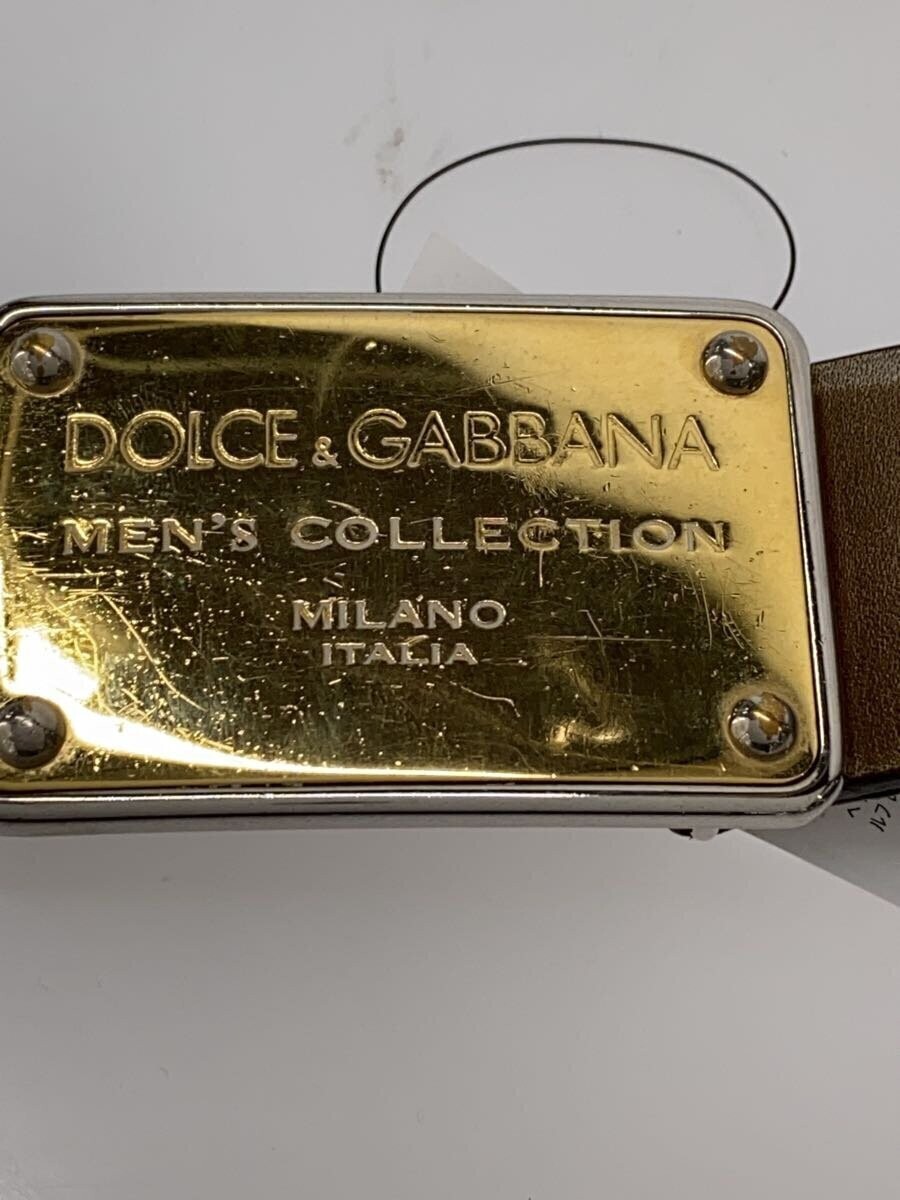 DOLCE & GABBANA
MEN'S COLLECTION
MILANO
ITALIA